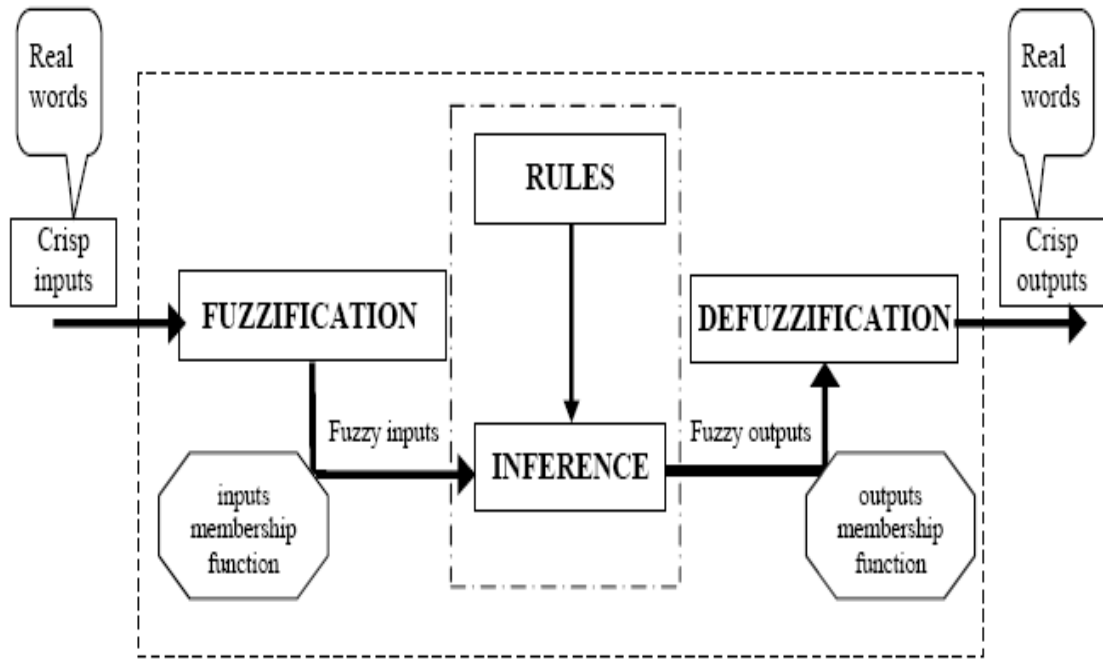 Real
words
Real
words
RULES
Crisp
inputs
Crisp
outputs
FUZZIFICATION
DEFUZZIFICATION
Fuzzy inputs
Fuzzy outputs
INFERENCE
inputs
membership
function
outputs
membership
function